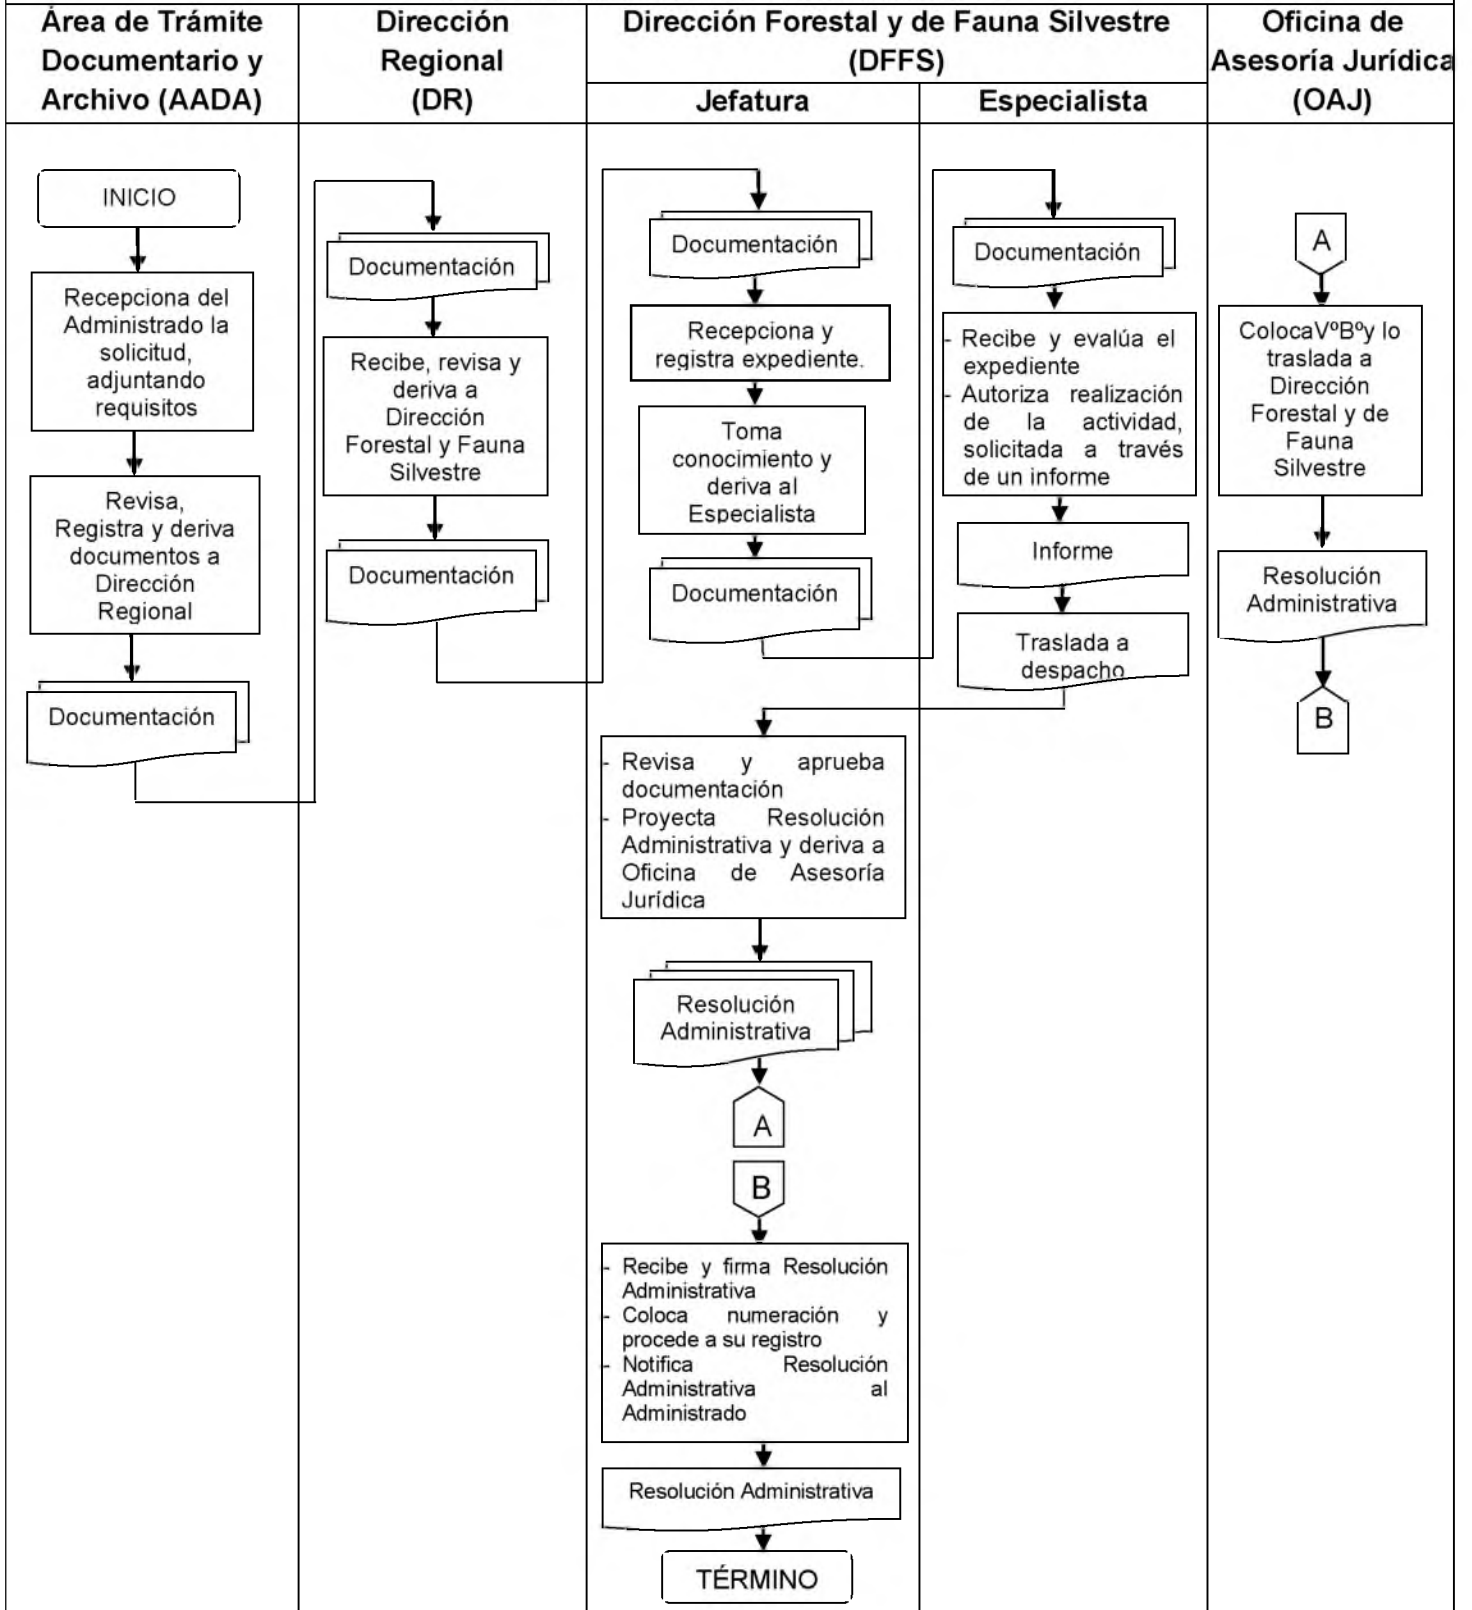 Área de Trámite
Documentario y
Archivo (AADA)
Dirección
Regional
(DR)
Dirección Forestal y de Fauna Silvestre
(DFFS)
Jefatura
Especialista
Oficina de
Asesoría Jurídica
(OAJ)
INICIO
Recepciona del
Administrado la
solicitud,
adjuntando
requisitos
Revisa,
Registra y deriva
documentos a
Dirección
Regional
Documentación
Documentación
Recibe, revisa y
deriva a
Dirección
Forestal y Fauna
Silvestre
Documentación
Documentación
Recepciona y
registra expediente.
Toma
conocimiento y
deriva al
Especialista
Documentación
Documentación
- Recibe y evalúa el
expediente
- Autoriza realización
de la actividad,
solicitada a través
de un informe
Informe
Traslada a
despacho
- Revisa y aprueba
documentación
- Proyecta Resolución
Administrativa y deriva a
Oficina de Asesoría
Jurídica
Resolución
Administrativa
A
A
ColocaVºBºy lo
traslada a
Dirección
Forestal y de
Fauna
Silvestre
Resolución
Administrativa
B
B
- Recibe y firma Resolución
Administrativa
- Coloca numeración y
procede a su registro
- Notifica Resolución
Administrativa al
Administrado
Resolución Administrativa
TÉRMINO